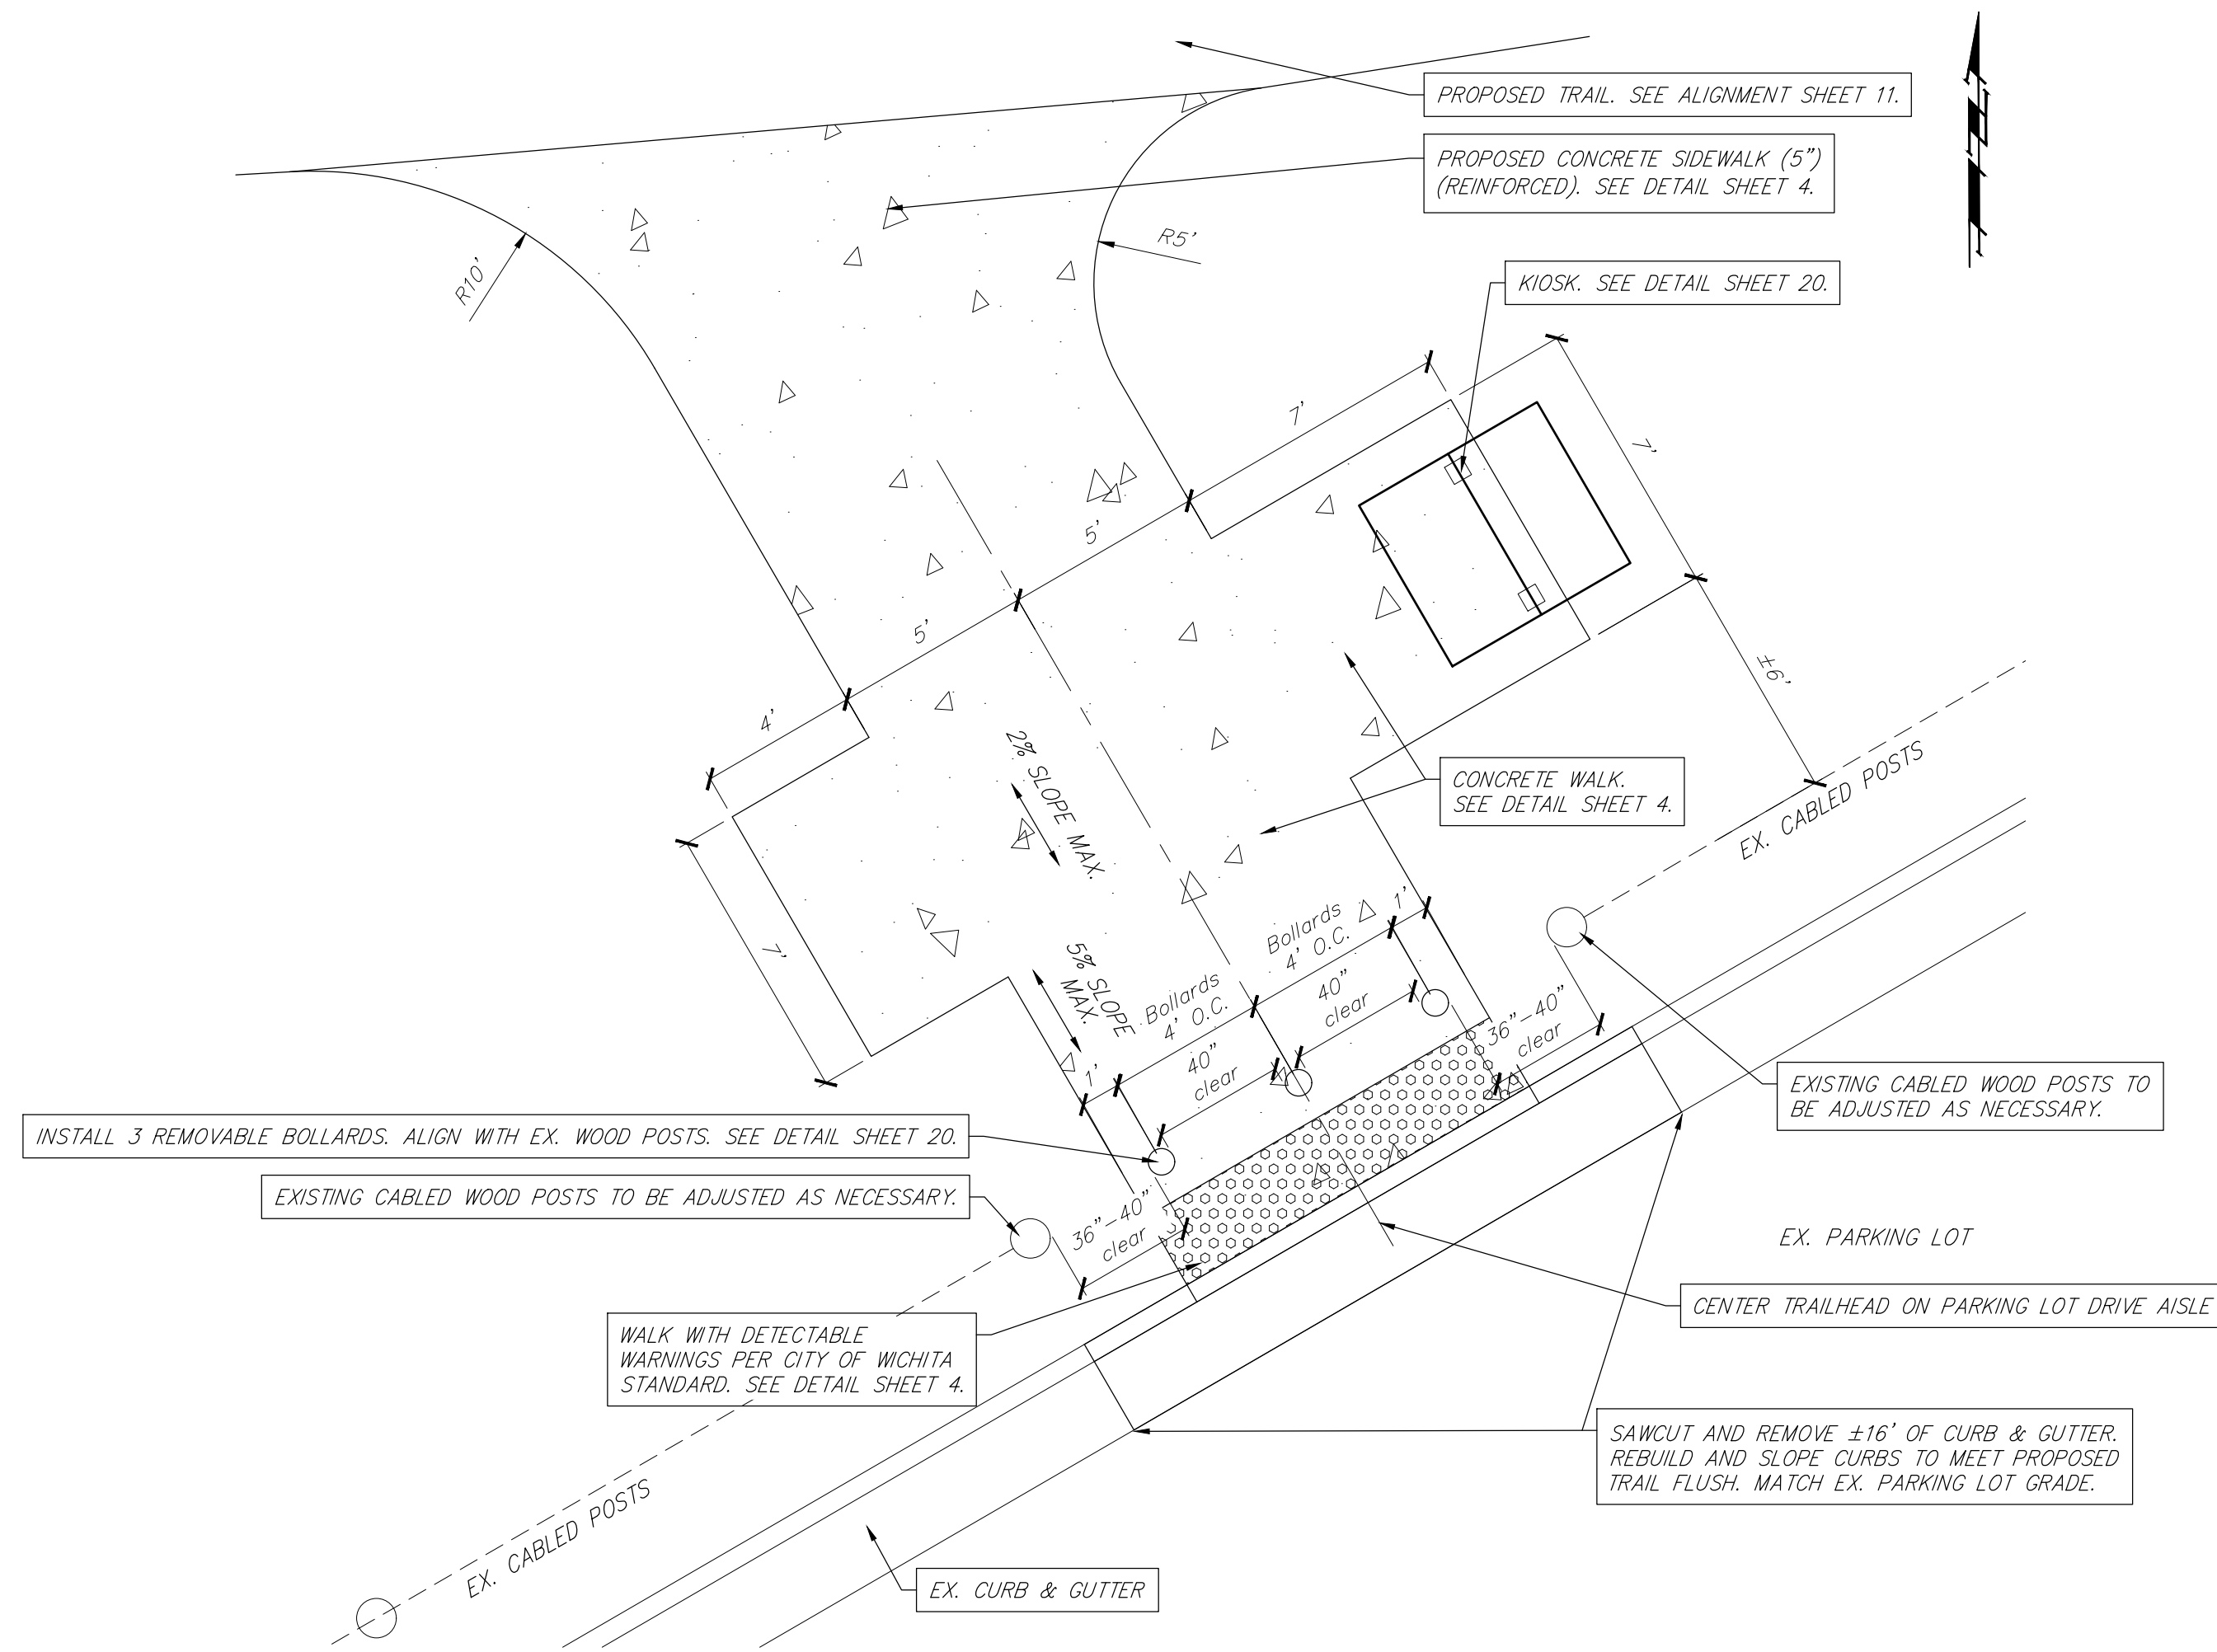 PROPOSED TRAIL. SEE ALIGNMENT SHEET 11.
PROPOSED CONCRETE SIDEWALK (5")
(REINFORCED). SEE DETAIL SHEET 4.
R10'
R5'
KIOSK. SEE DETAIL SHEET 20.
7'
7'
5'
5'
4'
±6'
2% SLOPE MAX.
CONCRETE WALK.
SEE DETAIL SHEET 4.
EX. CABLED POSTS
7'
5% SLOPE
MAX.
1'
Bollards
4' O.C.
Bollards
4' O.C.
1'
40"
clear
40"
clear
36"-40"
clear
EXISTING CABLED WOOD POSTS TO
BE ADJUSTED AS NECESSARY.
INSTALL 3 REMOVABLE BOLLARDS. ALIGN WITH EX. WOOD POSTS. SEE DETAIL SHEET 20.
EXISTING CABLED WOOD POSTS TO BE ADJUSTED AS NECESSARY.
36"-40"
clear
EX. PARKING LOT
CENTER TRAILHEAD ON PARKING LOT DRIVE AISLE
WALK WITH DETECTABLE
WARNINGS PER CITY OF WICHITA
STANDARD. SEE DETAIL SHEET 4.
SAWCUT AND REMOVE ±16' OF CURB & GUTTER.
REBUILD AND SLOPE CURBS TO MEET PROPOSED
TRAIL FLUSH. MATCH EX. PARKING LOT GRADE.
EX. CABLED POSTS
EX. CURB & GUTTER